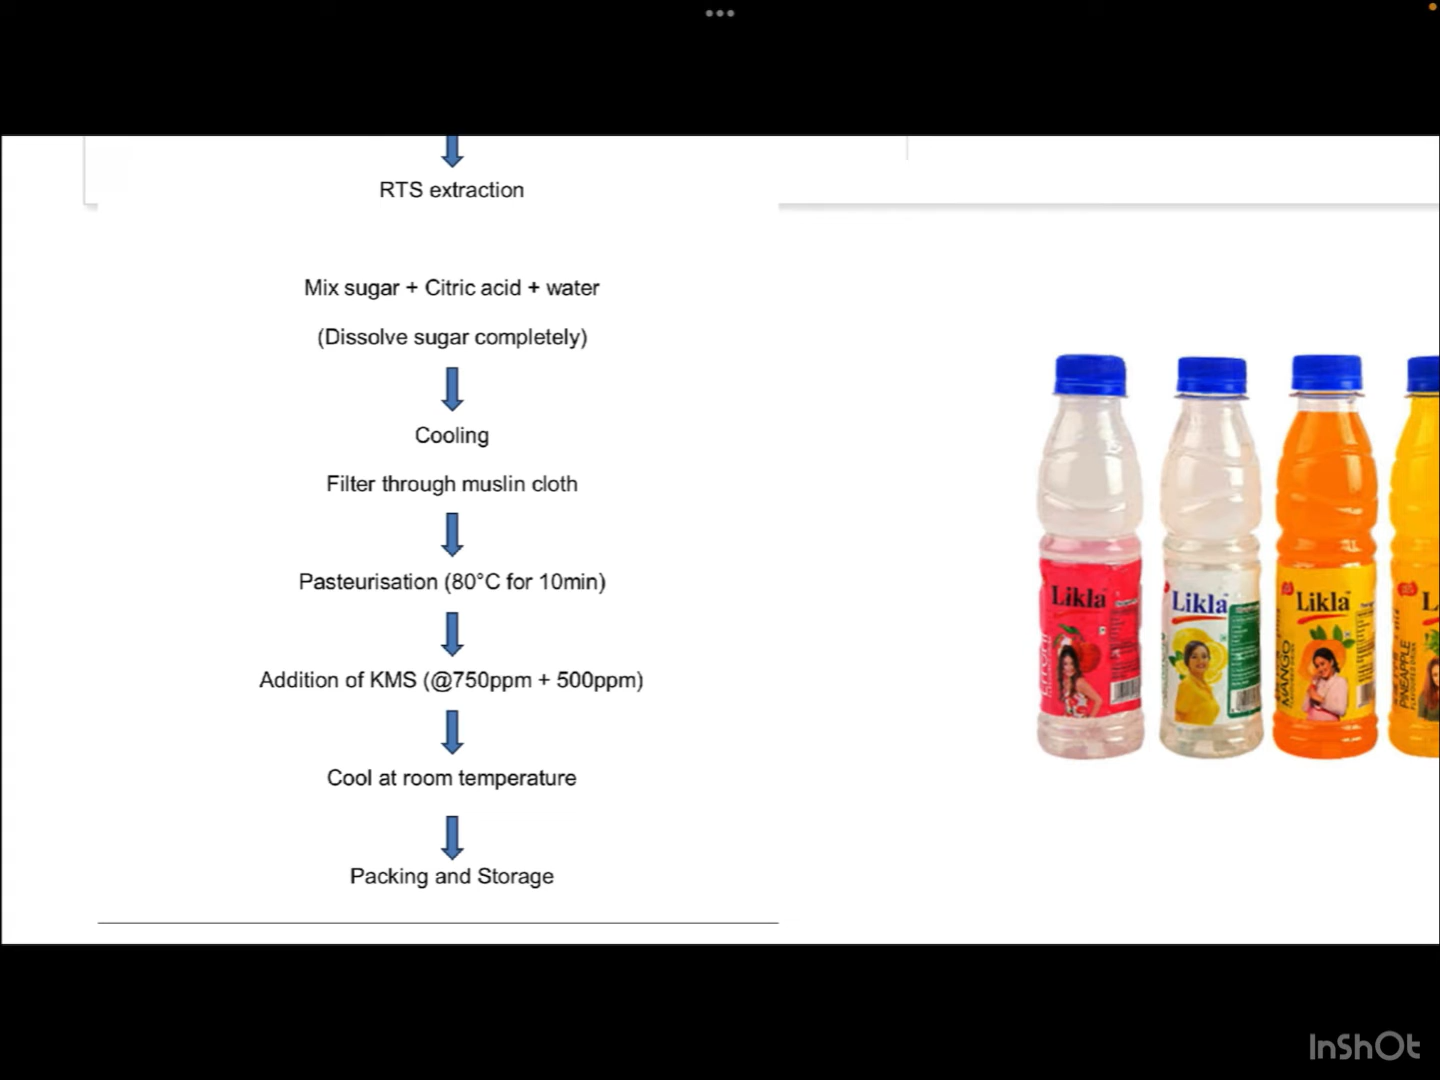 RTS extraction
Mix sugar + Citric acid + water
(Dissolve sugar completely)
Cooling
Filter through muslin cloth
Pasteurisation (80°C for 10min)
Addition of KMS (@750ppm + 500ppm)
Cool at room temperature
Packing and Storage
Likla
Likla
Likla
MANGO
L
PINEAPPLE
InShOt